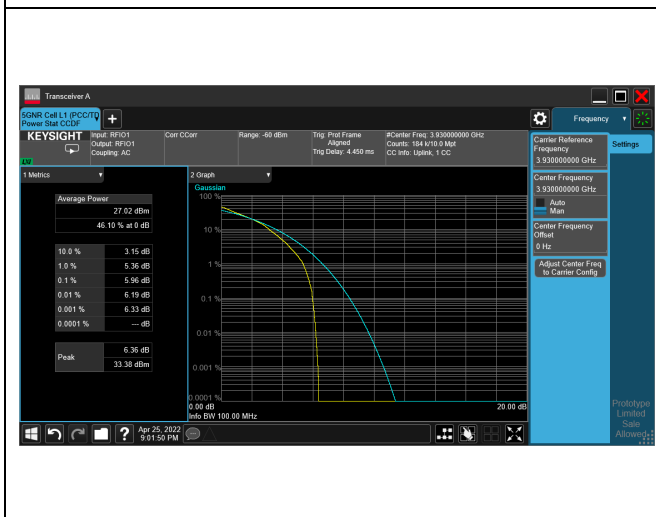 Transceiver A
5GNR Cell L1 (PCC/TQ
Power Stat CCDF
Frequency
KEYSIGHT
Input: RFIO1
Output: RFIO1
Coupling: AC
Corr CCorr
Range: -60 dBm
Trig: Prot Frame
Aligned
Trig Delay: 4.450 ms
#Center Freq: 3.930000000 GHz
Counts: 184 k/10.0 Mpt
CC Info: Uplink, 1 CC
1 Metrics
Average Power
27.02 dBm
46.10 % at 0 dB
10.0 % 3.15 dB
1.0 % 5.36 dB
0.1 % 5.96 dB
0.01 % 6.19 dB
0.001 % 6.33 dB
0.0001 % --- dB
Peak
6.36 dB
33.38 dBm
2 Graph
Gaussian
100 %
10 %
1 %
0.1 %
0.01 %
0.001 %
0.0001 %
0.00 dB 20.00 dB
Info BW 100.00 MHz
Carrier Reference
Frequency
3.930000000 GHz
Center Frequency
3.930000000 GHz
Auto
Man
Center Frequency
Offset
0 Hz
Adjust Center Freq
to Carrier Config
Settings
Prototype
Limited
Sale
Allowed
?
Apr 25, 2022
9:01:50 PM